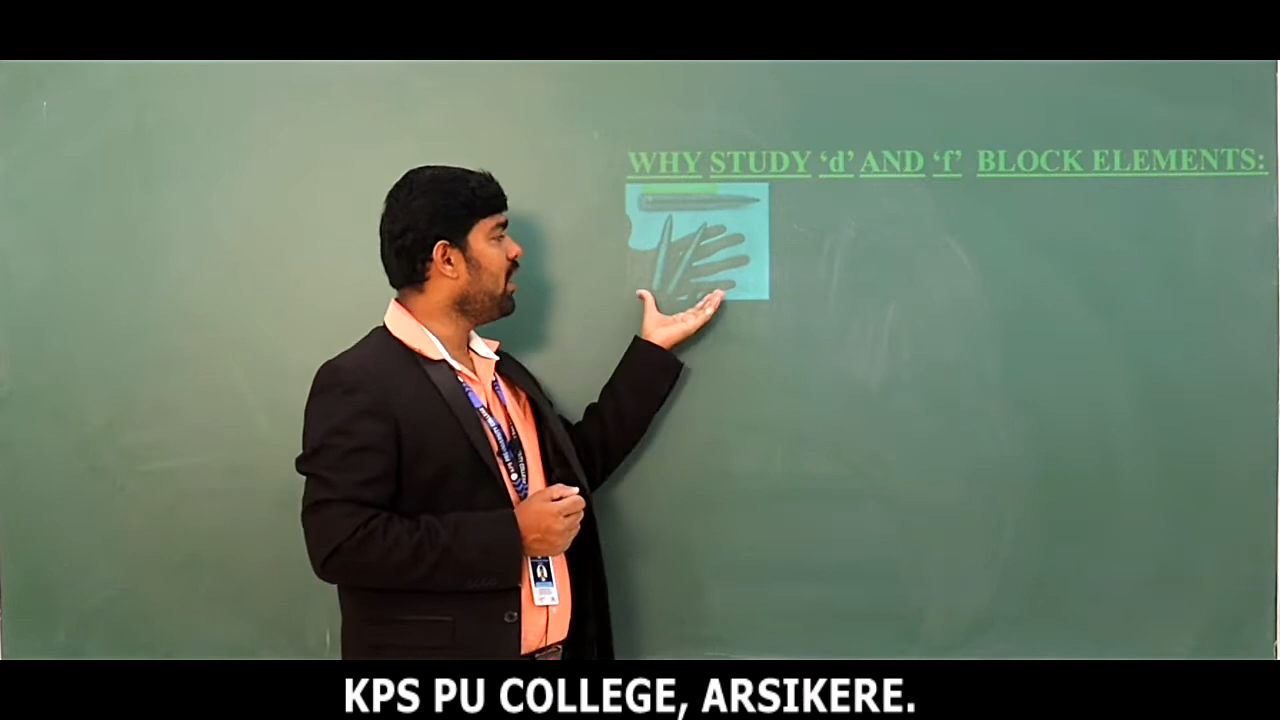 WHY STUDY ‘d’ AND ‘f’ BLOCK ELEMENTS:
KPS PU COLLEGE, ARSIKERE.